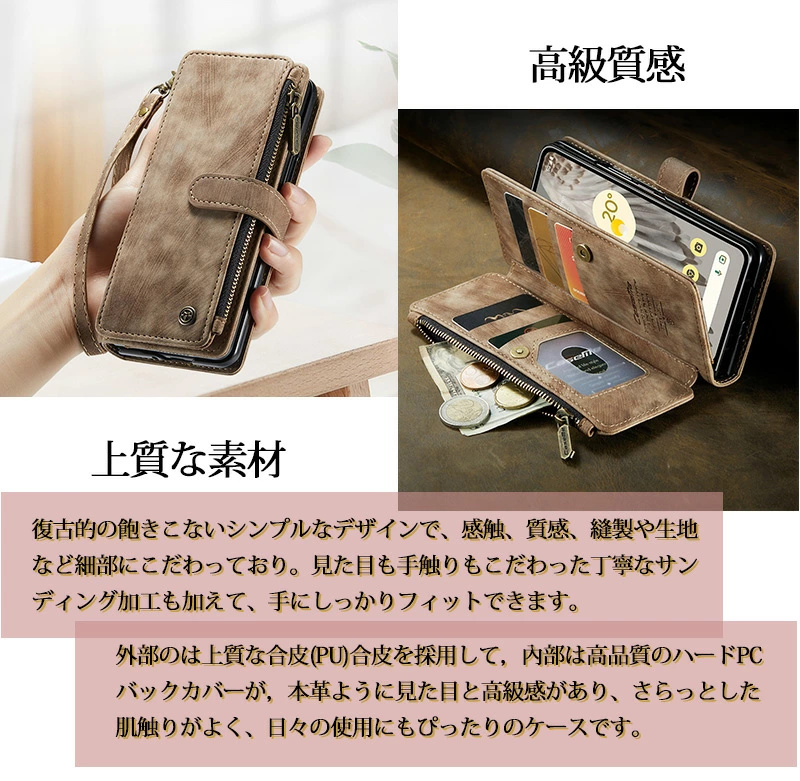 高級質感
20°
上質な素材
復古的の飽きこないシンプルなデザインで、感触、質感、縫製や生地
など細部にこだわっており。見た目も手触りもこだわった丁寧なサン
ディング加工も加えて、手にしっかりフィットできます。
外部のは上質な合皮(PU)合皮を採用して，内部は高品質のハードPC
バックカバーが，本革ように見た目と高級感があり、さらっとした
肌触りがよく、日々の使用にもぴったりのケースです。